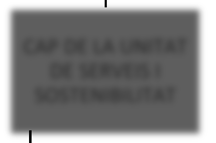 CAP DE LA UNITAT
DE SERVEIS I
SOSTENIBILITAT